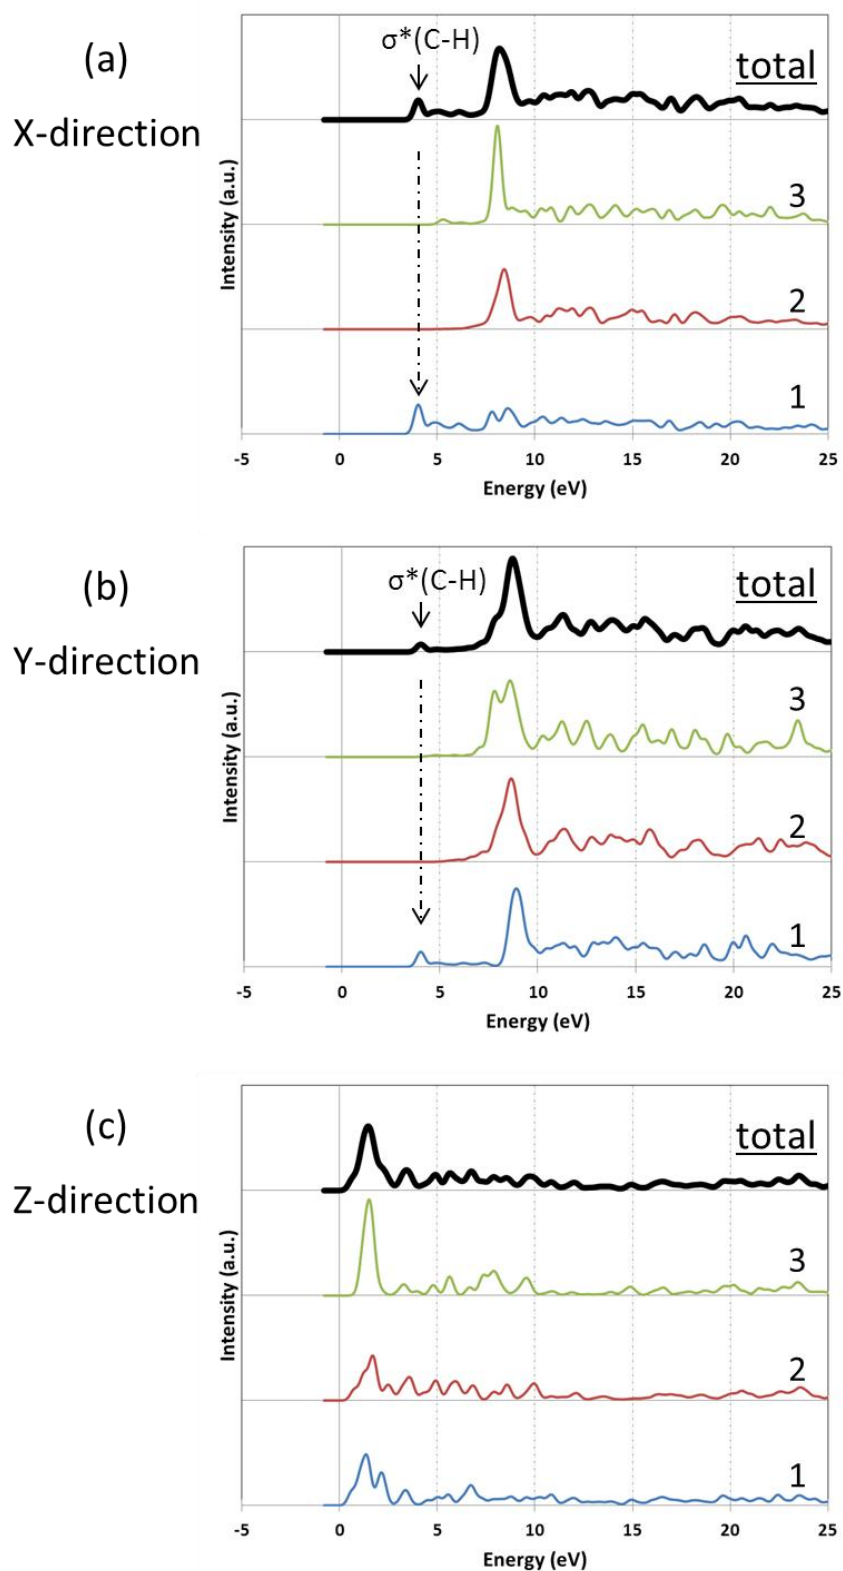 (a)
X-direction
σ*(C-H)
total
3
2
1
Intensity (a.u.)
-5 0 5 10 15 20 25
Energy (eV)
(b)
Y-direction
σ*(C-H)
total
3
2
1
Intensity (a.u.)
-5 0 5 10 15 20 25
Energy (eV)
(c)
Z-direction
total
3
2
1
Intensity (a.u.)
-5 0 5 10 15 20 25
Energy (eV)